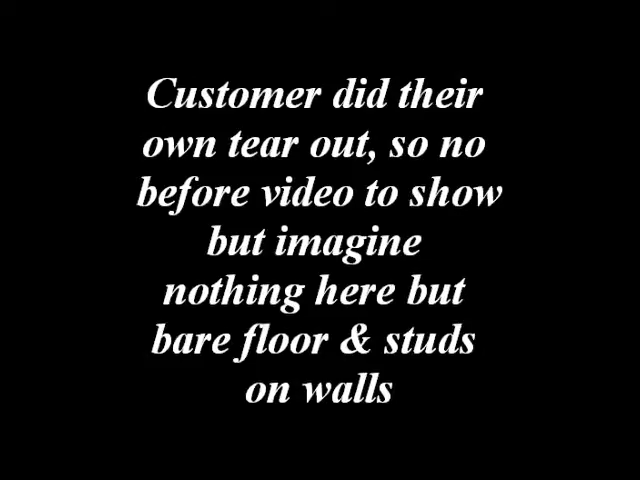 Customer did their
own tear out, so no
before video to show
but imagine
nothing here but
bare floor & studs
on walls